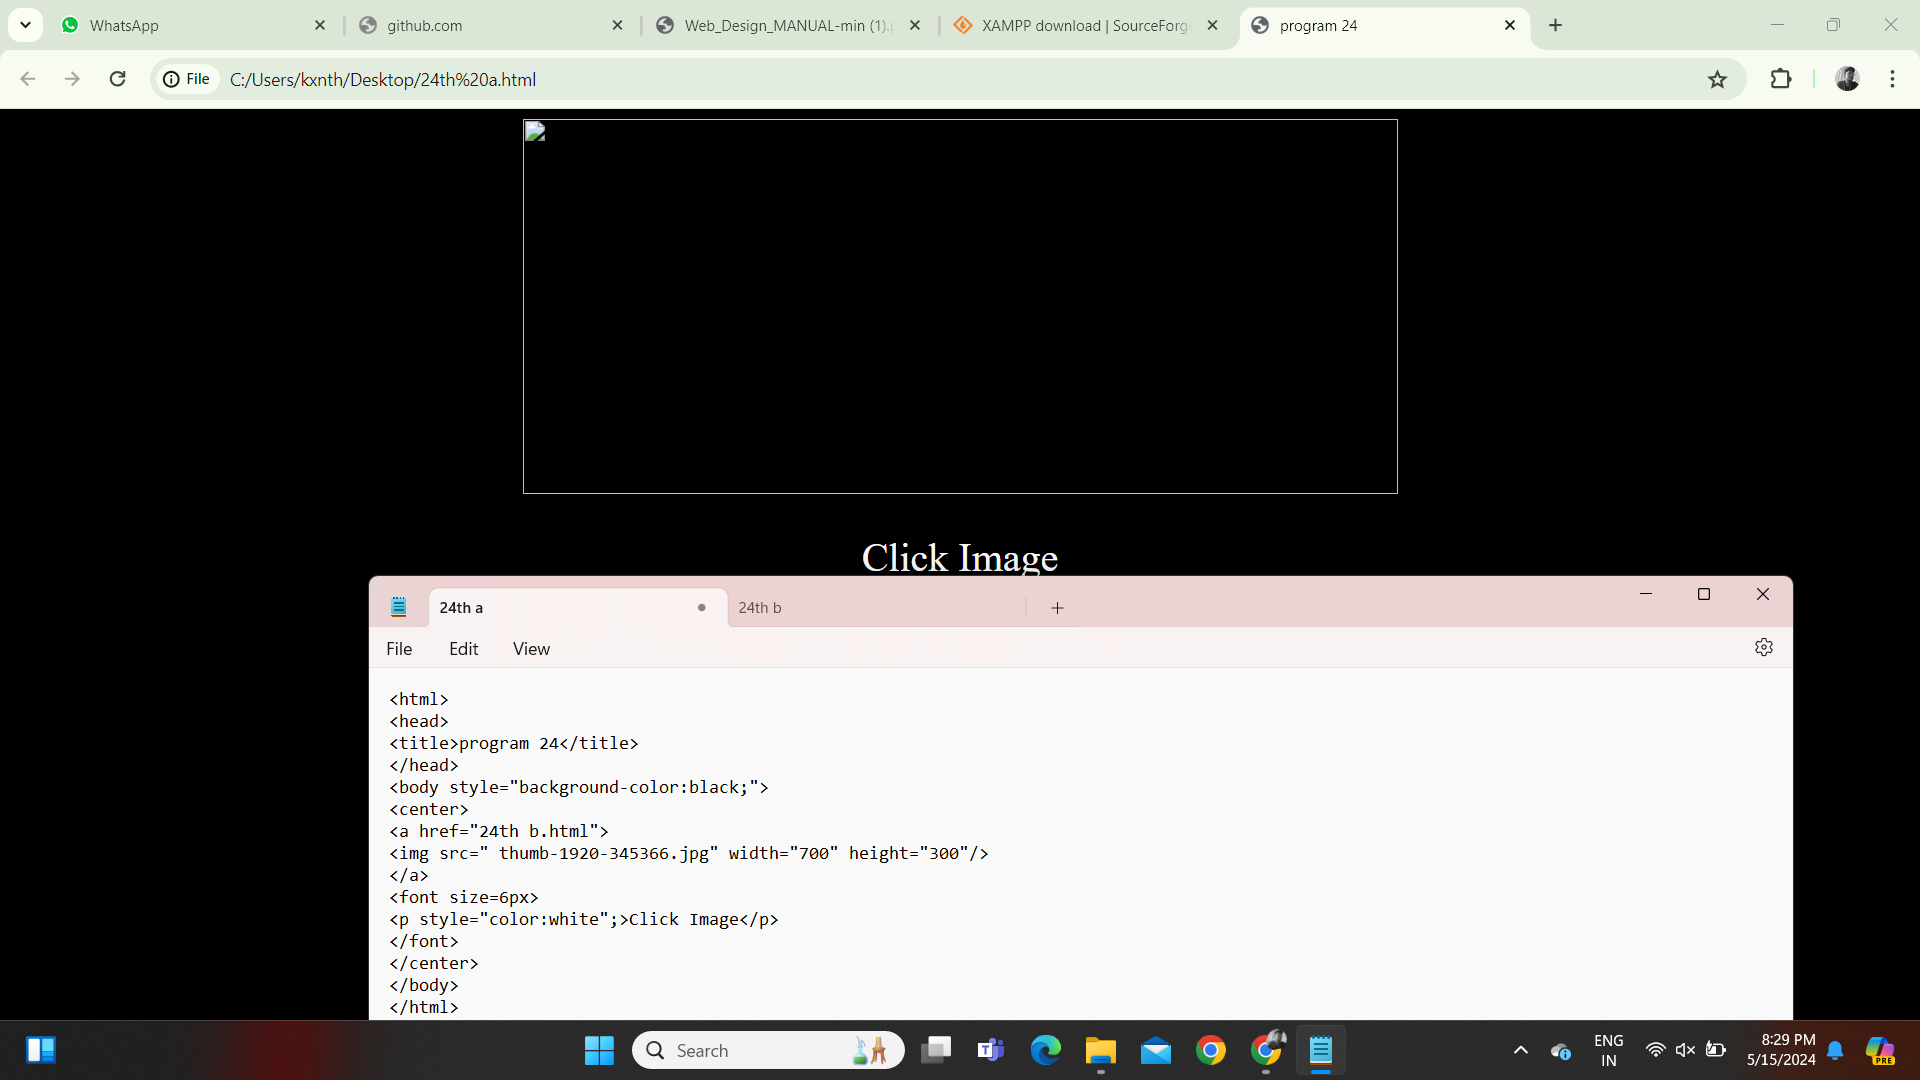 WhatsApp
github.com
Web_Design_MANUAL-min (1).
XAMPP download | SourceForg
program 24
File
C:/Users/kxnth/Desktop/24th%20a.html
Click Image
24th a
24th b
File
Edit
View
<html>
<head>
<title>program 24</title>
</head>
<body style="background-color:black;">
<center>
<a href="24th b.html">
<img src=" thumb-1920-345366.jpg" width="700" height="300"/>
</a>
<font size=6px>
<p style="color:white";>Click Image</p>
</font>
</center>
</body>
</html>
Search
ENG
IN
8:29 PM
5/15/2024
PRE